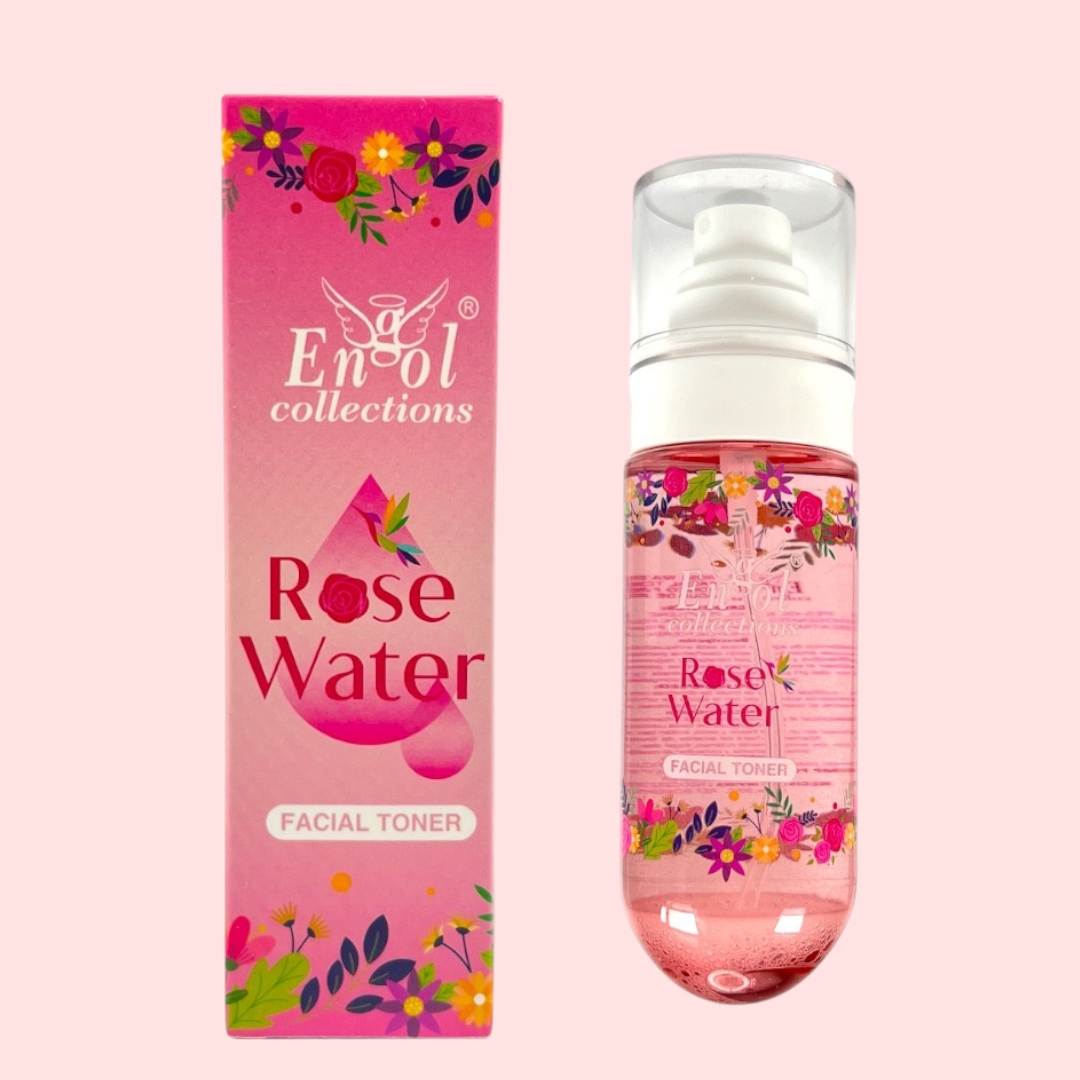 Engol®
collections
Rose
Water
FACIAL TONER
Engol®
collections
Rose
Water
FACIAL TONER